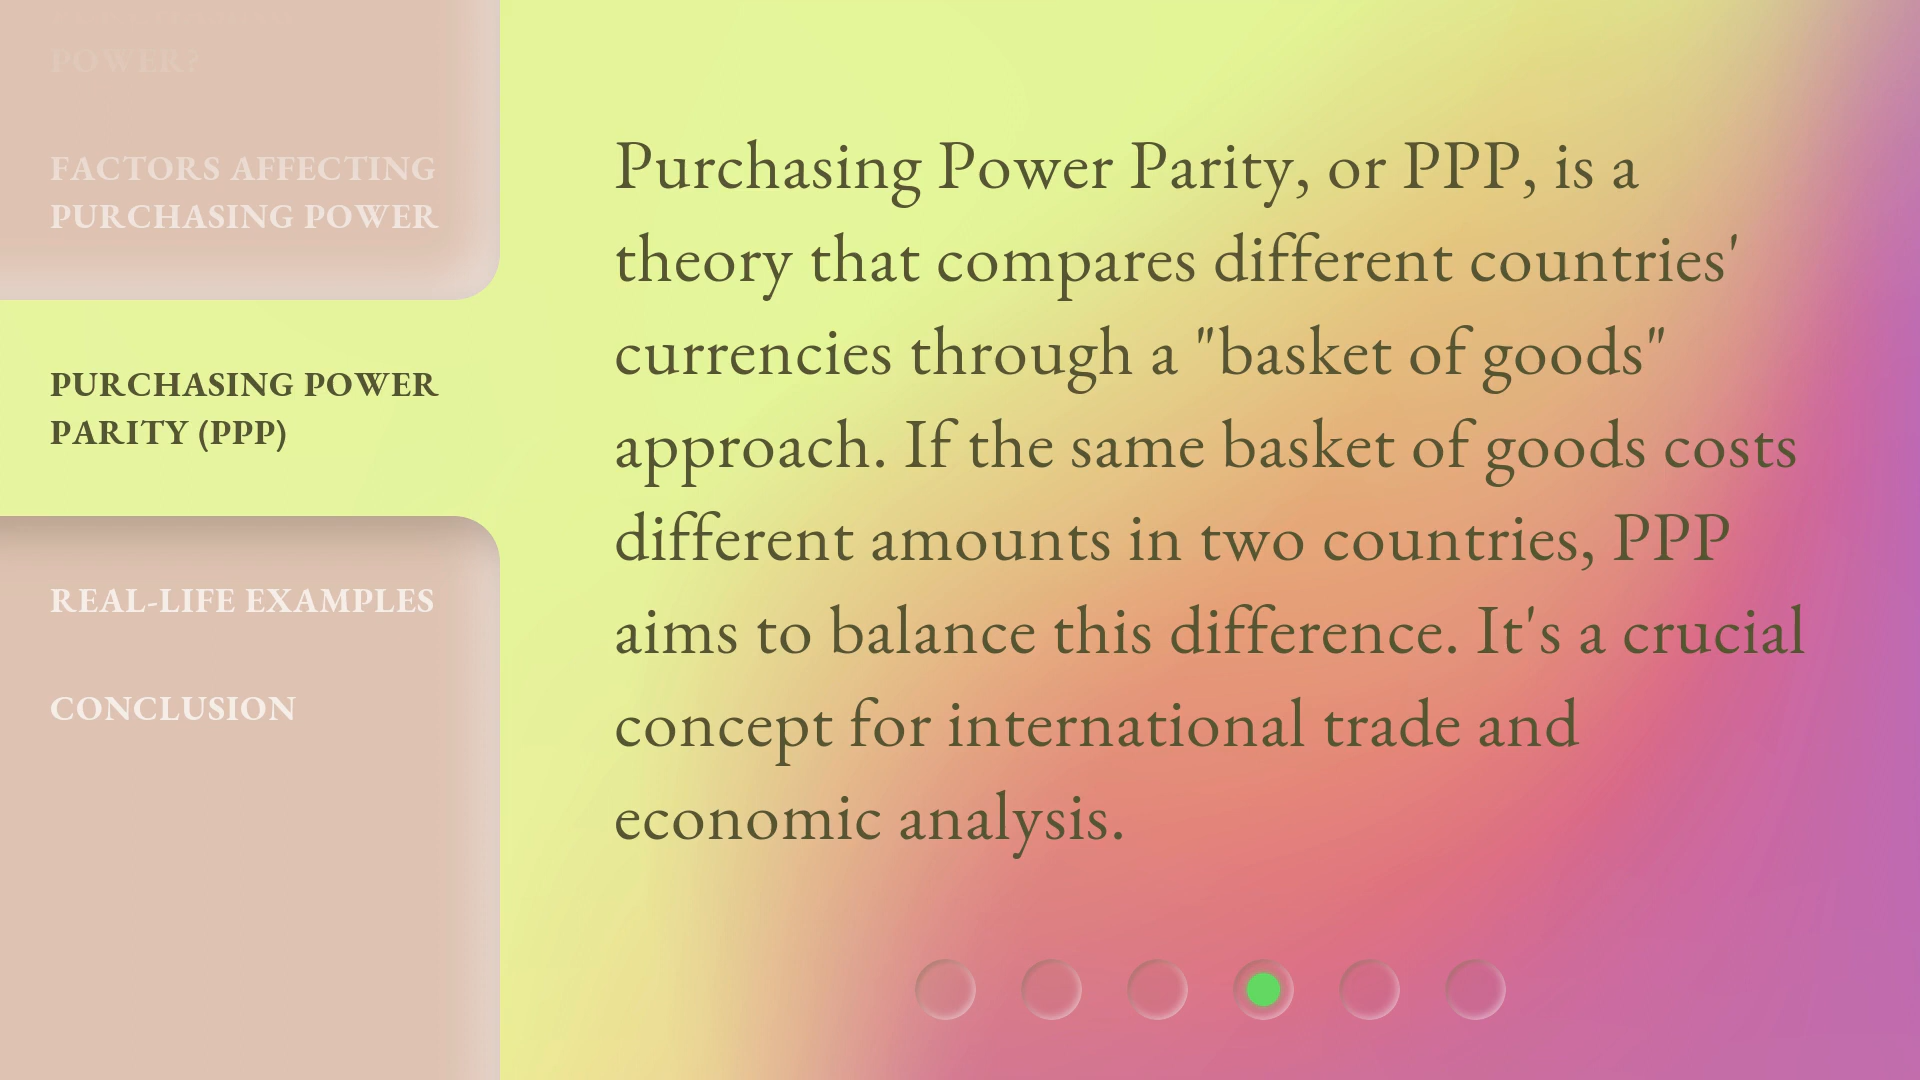 POWER?
FACTORS AFFECTING
PURCHASING POWER
PURCHASING POWER
PARITY (PPP)
REAL-LIFE EXAMPLES
CONCLUSION
Purchasing Power Parity, or PPP, is a
theory that compares different countries'
currencies through a "basket of goods"
approach. If the same basket of goods costs
different amounts in two countries, PPP
aims to balance this difference. It's a crucial
concept for international trade and
economic analysis.